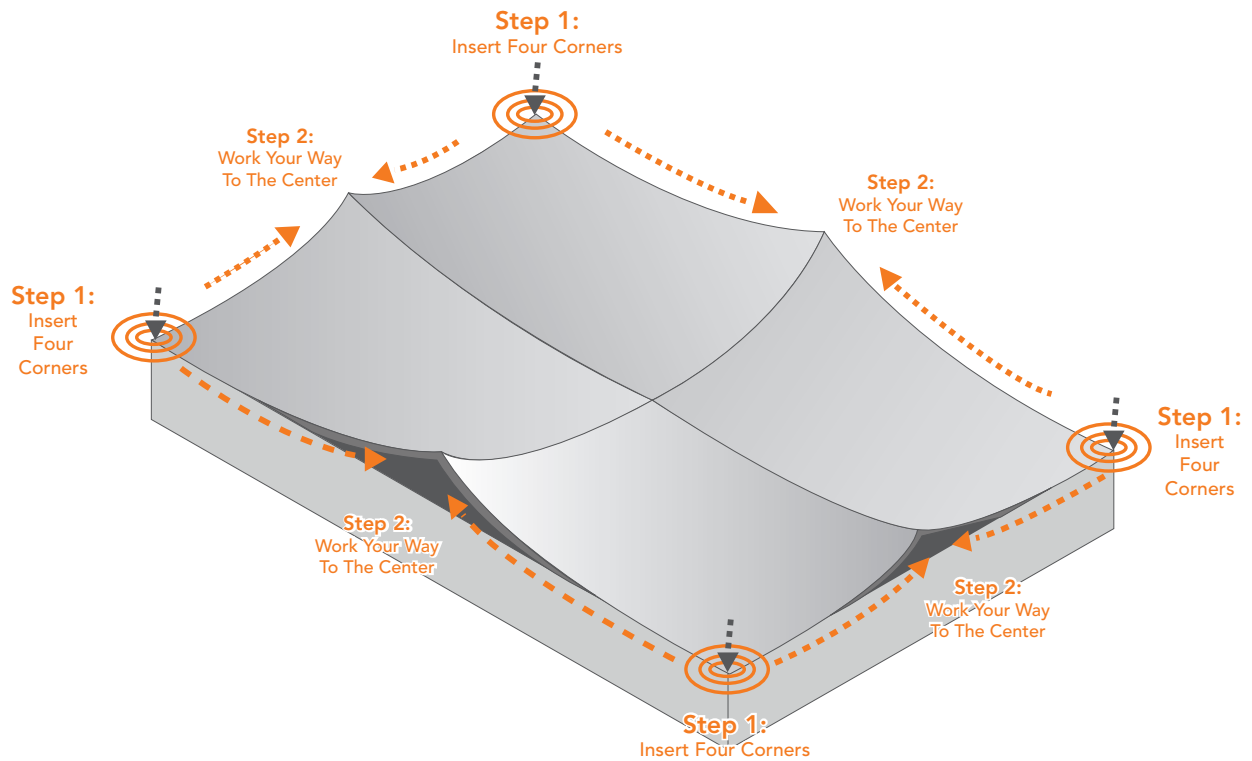 Step 1:
Insert Four Corners
Step 2:
Work Your Way
To The Center
Step 2:
Work Your Way
To The Center
Step 1:
Insert
Four
Corners
Step 1:
Insert
Four
Corners
Step 2:
Work Your Way
To The Center
Step 2:
Work Your Way
To The Center
Step 1:
Insert Four Corners